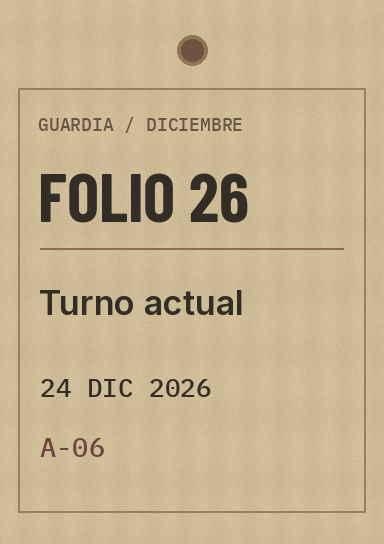 GUARDIA / DICIEMBRE
FOLIO 26
Turno actual
24 DIC 2026
A-06